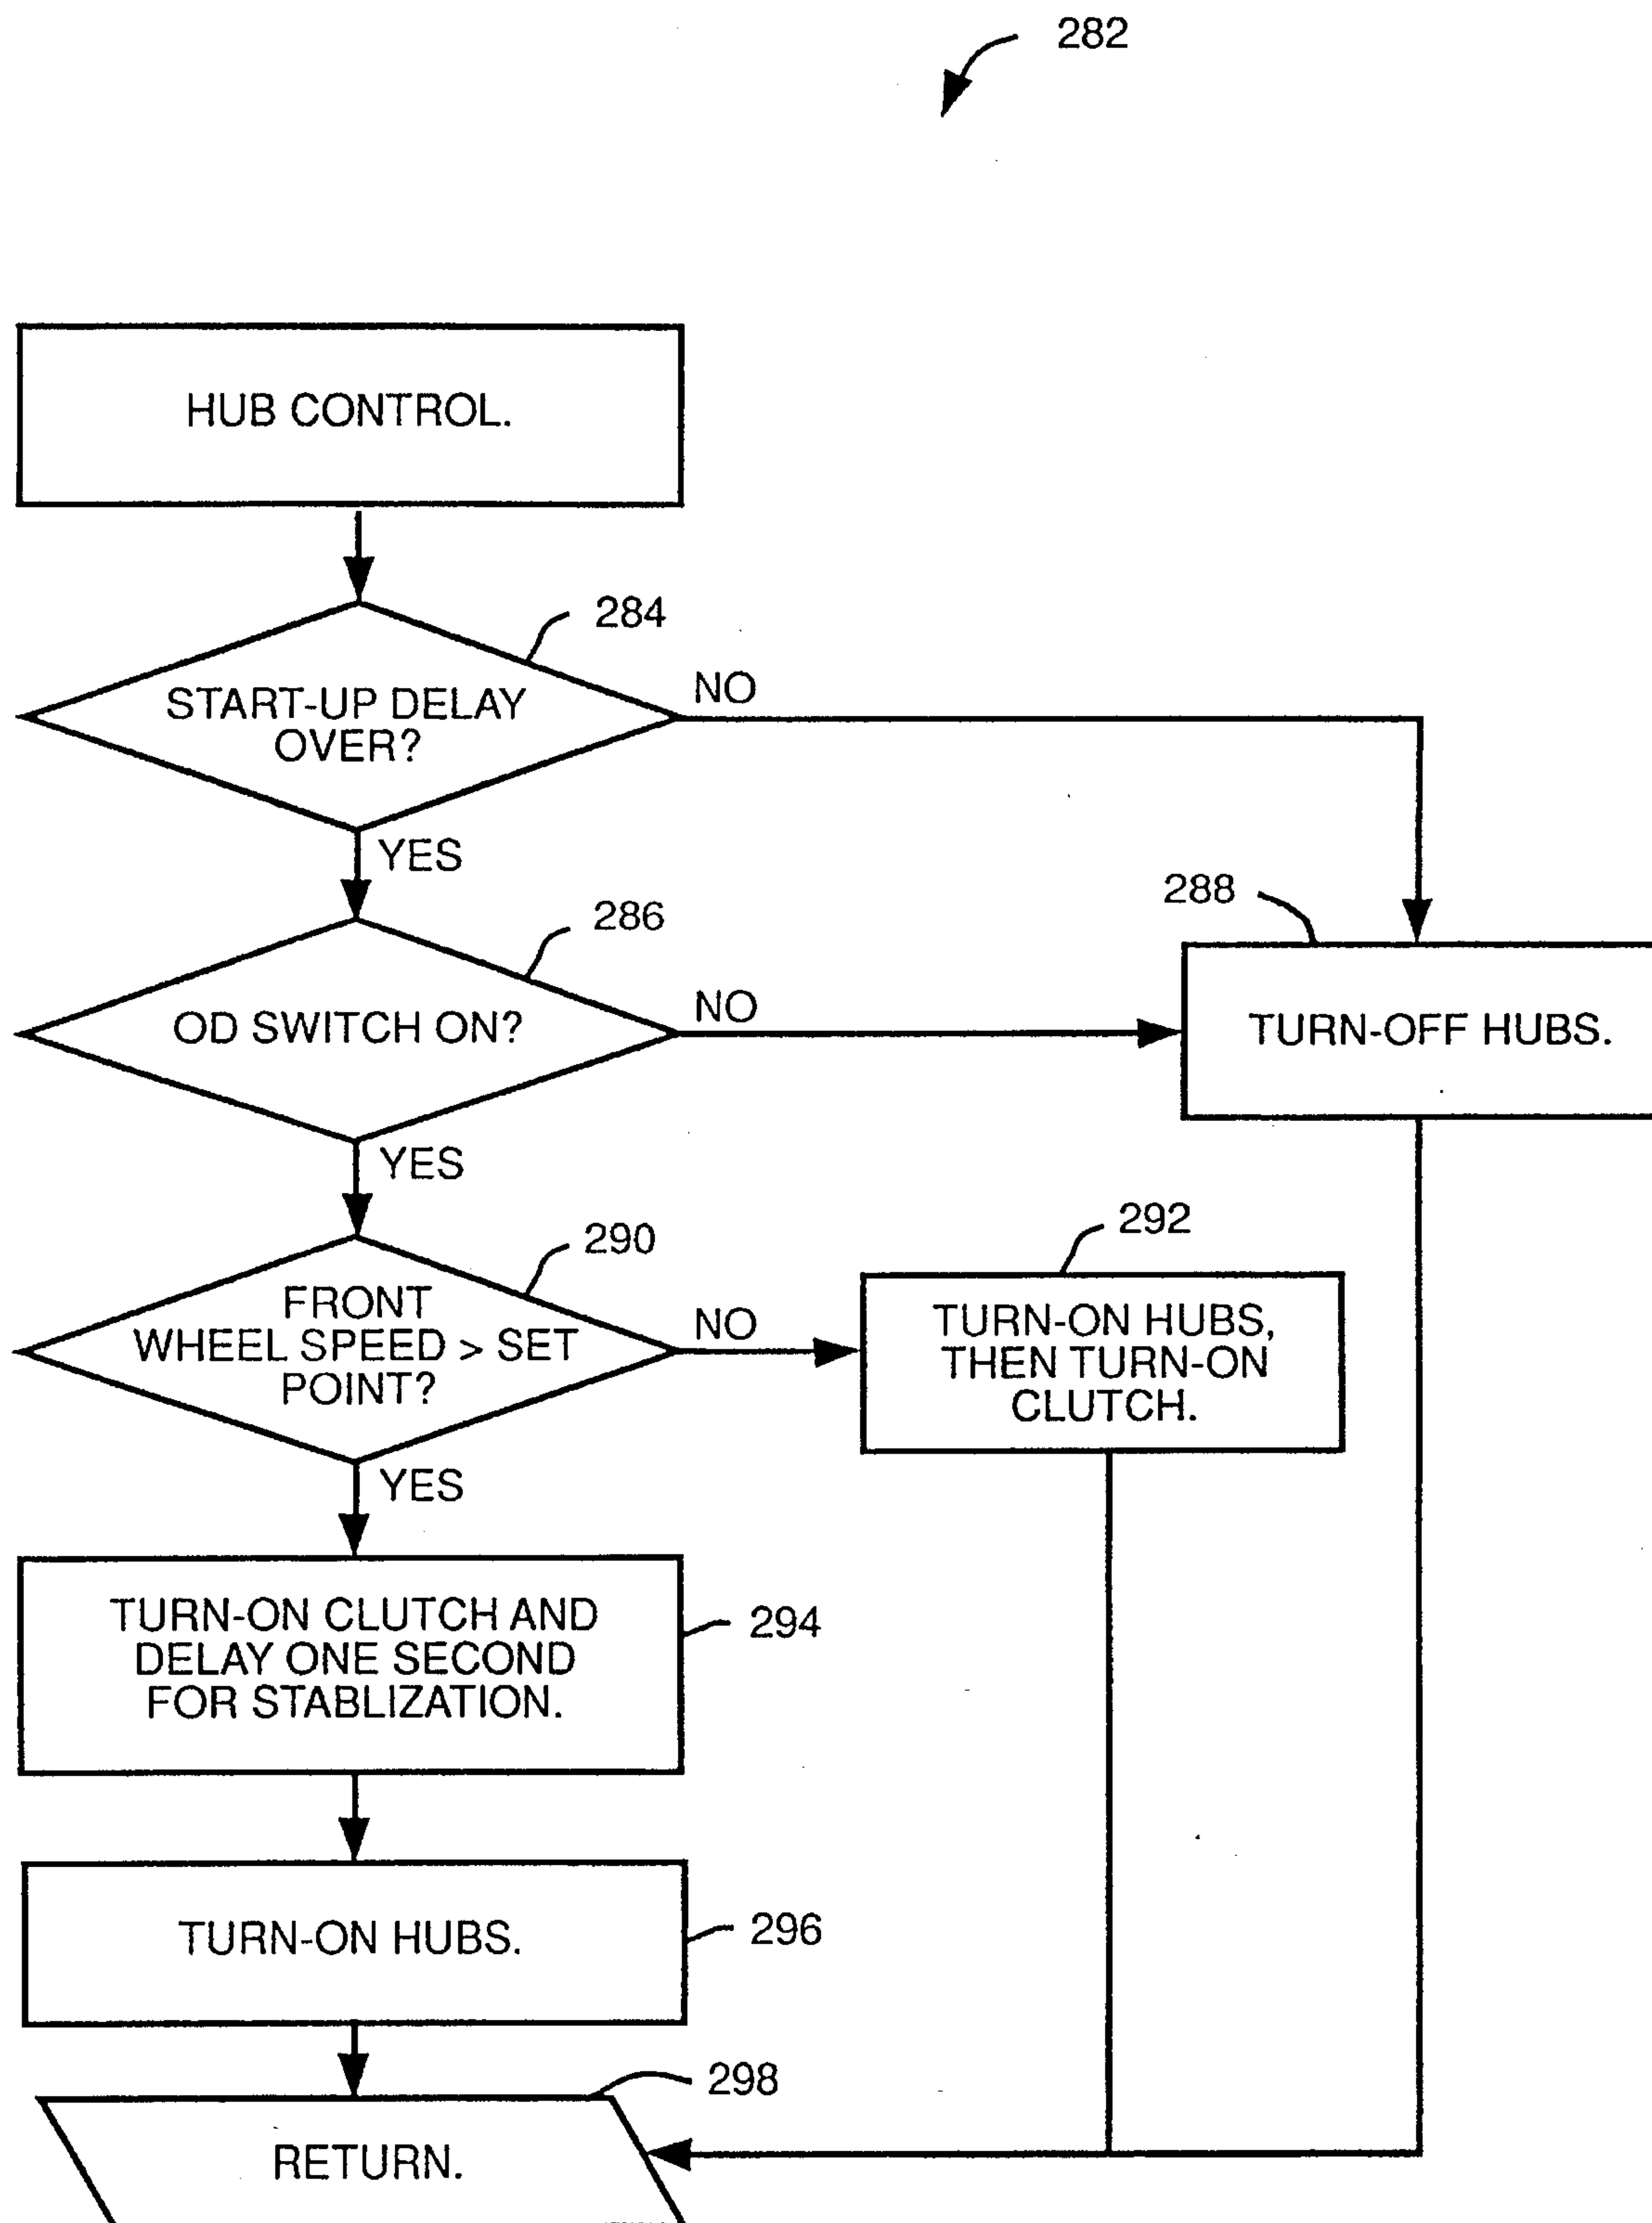 282
HUB CONTROL.
284
START-UP DELAY
OVER?
NO
YES
286
288
OD SWITCH ON?
NO
TURN-OFF HUBS.
YES
290
292
FRONT
WHEEL SPEED > SET
POINT?
NO
TURN-ON HUBS,
THEN TURN-ON
CLUTCH.
YES
TURN-ON CLUTCH AND
DELAY ONE SECOND
FOR STABLIZATION.
294
TURN-ON HUBS.
296
298
RETURN.